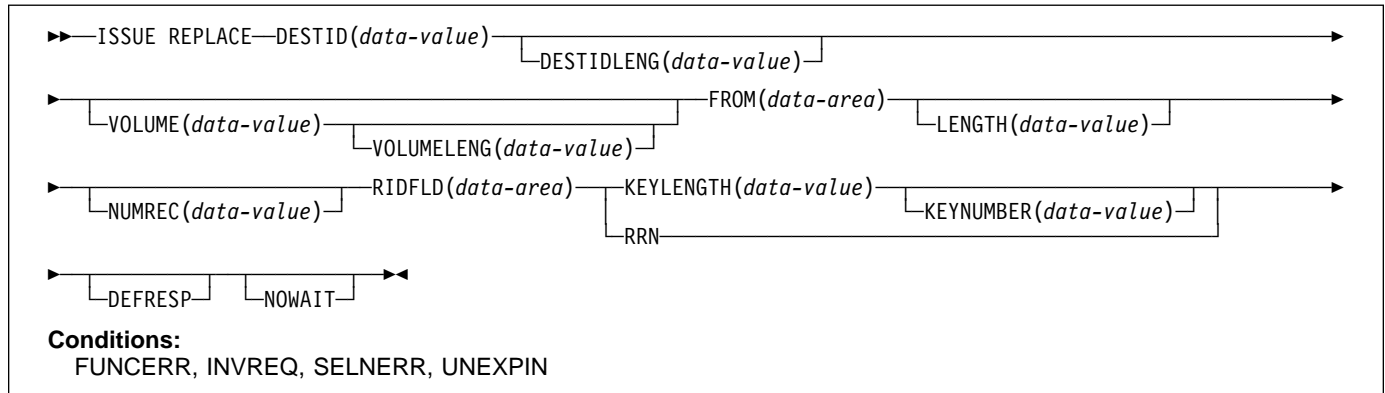 ISSUE REPLACE DESTID(data-value)
DESTIDLENG(data-value)
FROM(data-area)
VOLUME(data-value)
LENGTH(data-value)
VOLUMELENG(data-value)
RIDFLD(data-area) KEYLENGTH(data-value)
NUMREC(data-value)
KEYNUMBER(data-value)
RRN
DEFRESP NOWAIT
Conditions:
FUNCERR, INVREQ, SELNERR, UNEXPIN